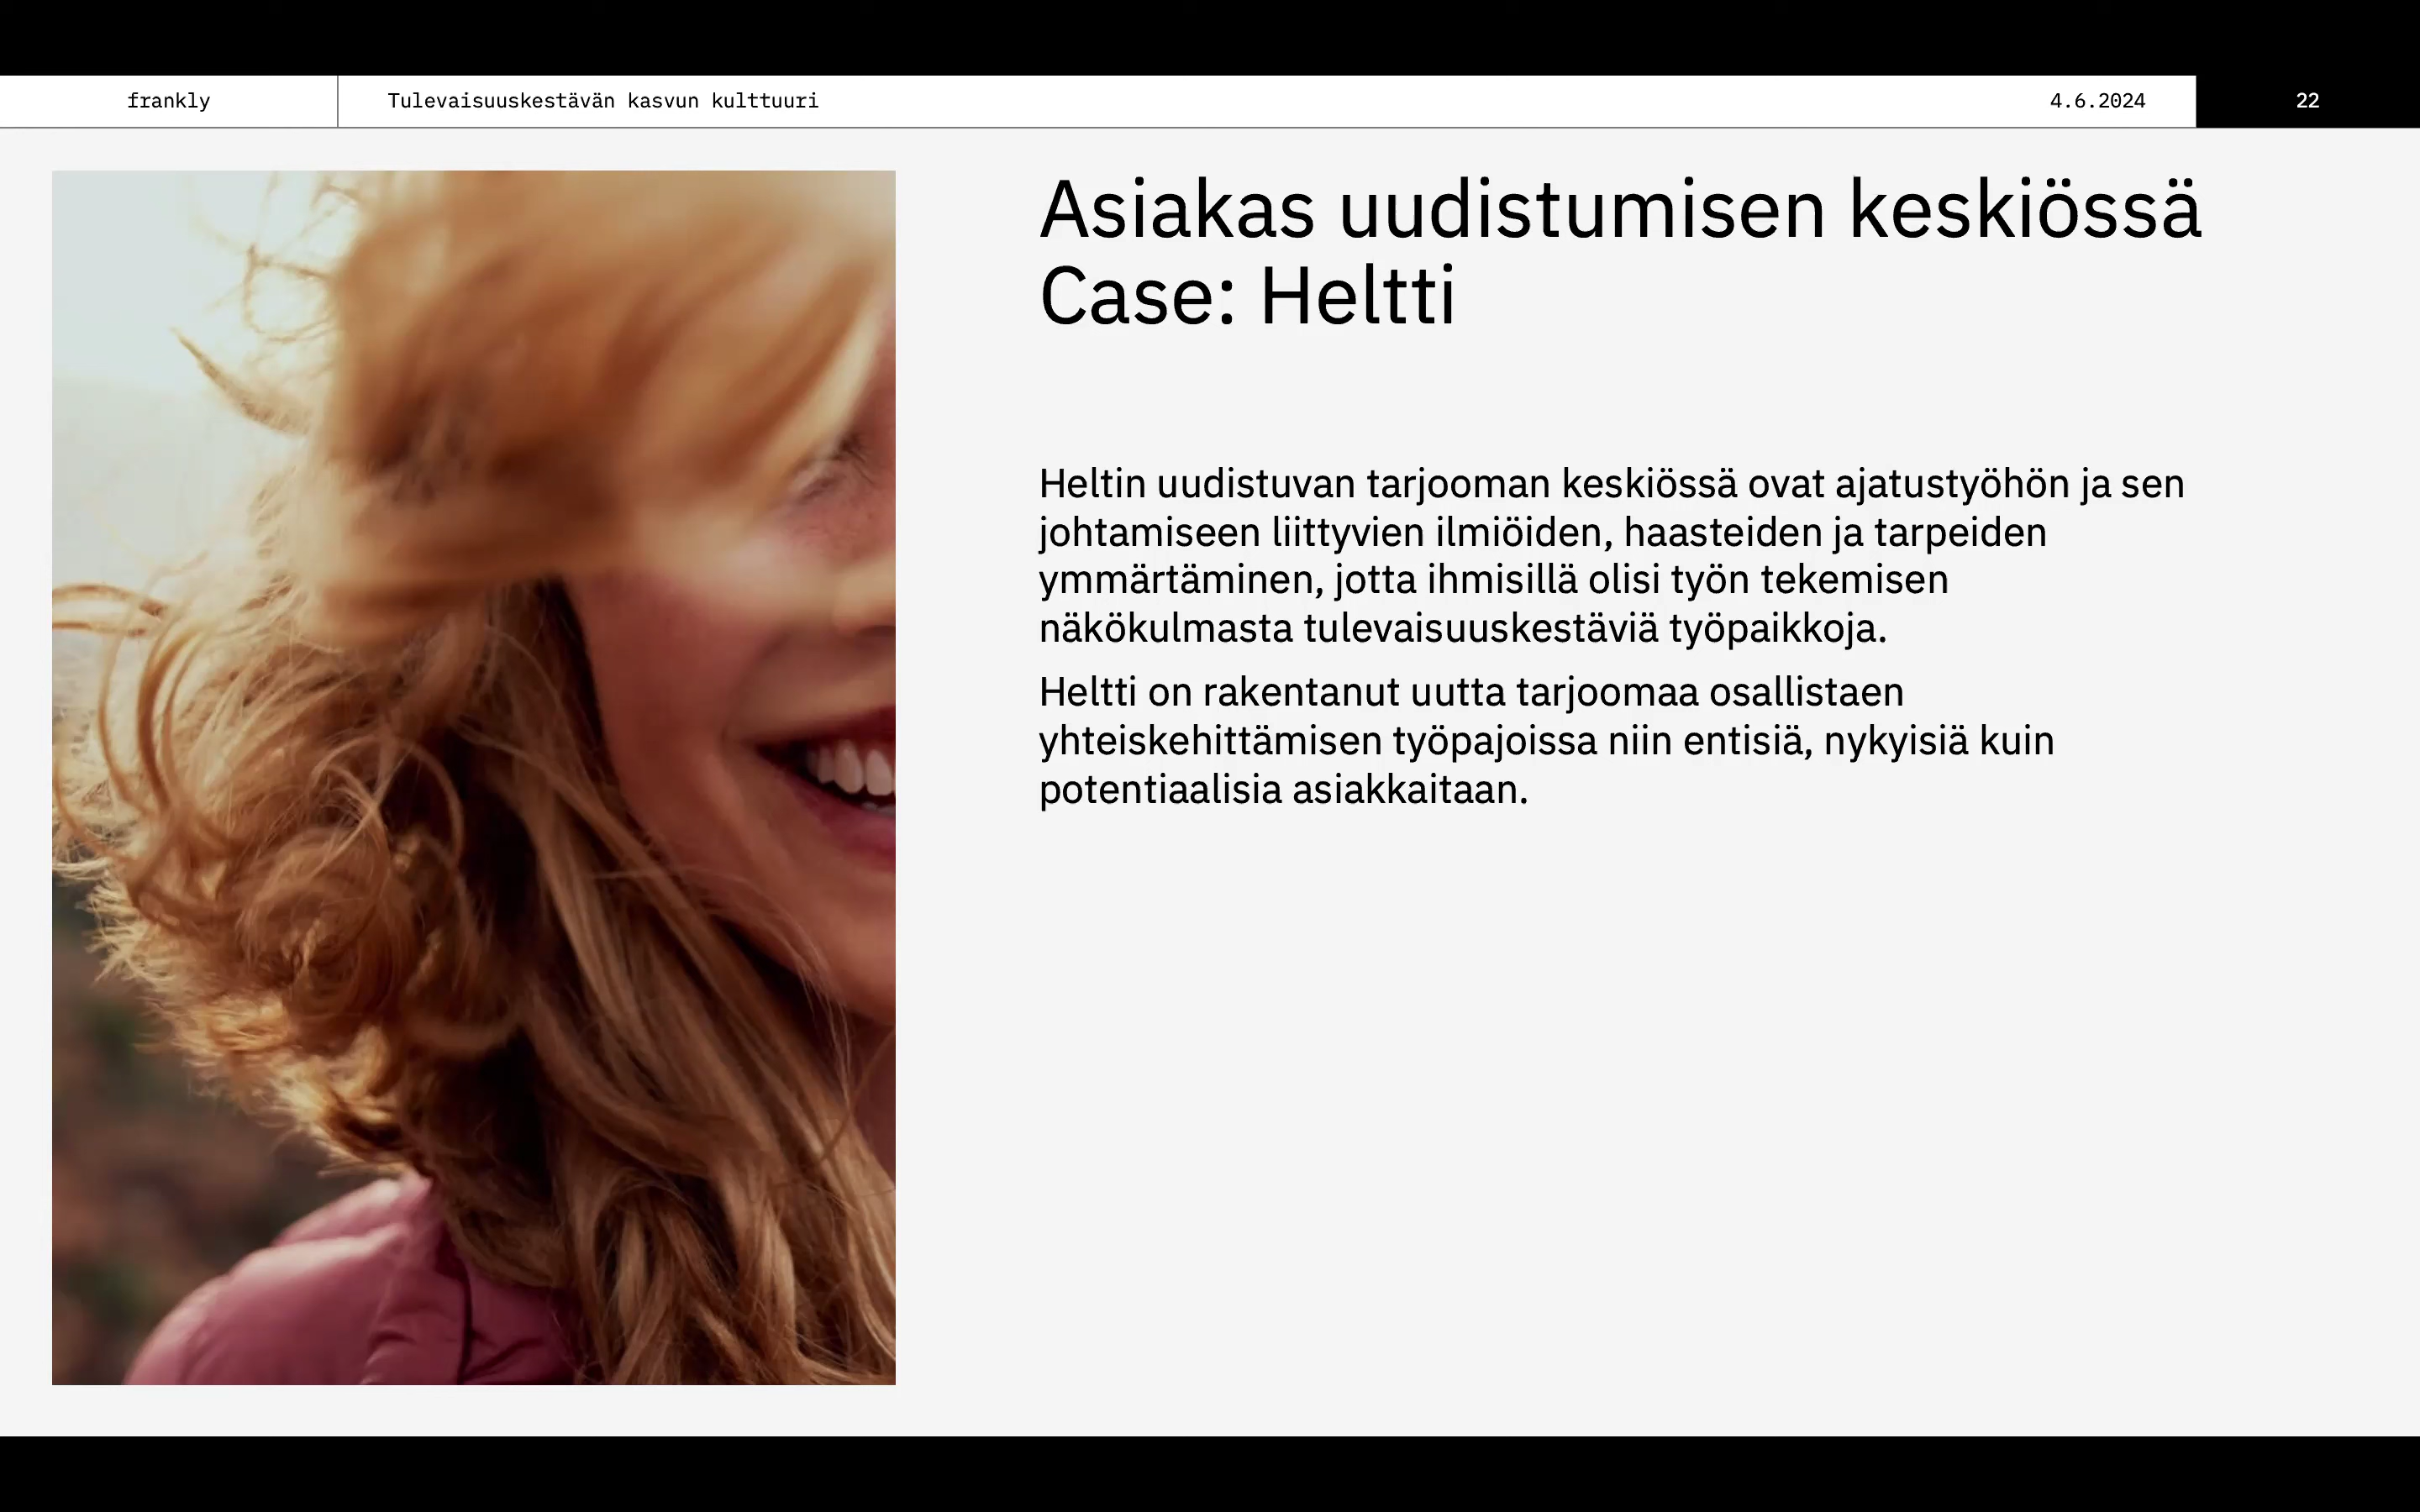 frankly
Tulevaisuuskestävän kasvun kulttuuri
4.6.2024
22
Asiakas uudistumisen keskiössä
Case: Heltti
Heltin uudistuvan tarjooman keskiössä ovat ajatustyöhön ja sen
johtamiseen liittyvien ilmiöiden, haasteiden ja tarpeiden
ymmärtäminen, jotta ihmisillä olisi työn tekemisen
näkökulmasta tulevaisuuskestäviä työpaikkoja.
Heltti on rakentanut uutta tarjoomaa osallistaen
yhteiskehittämisen työpajoissa niin entisiä, nykyisiä kuin
potentiaalisia asiakkaitaan.